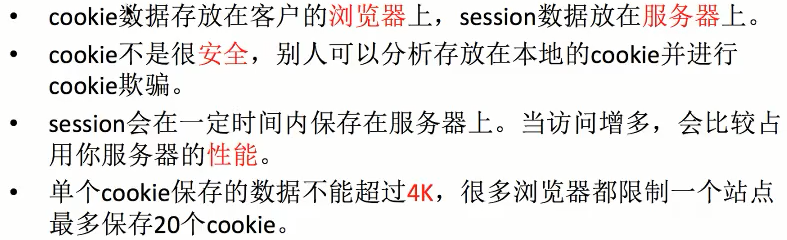 • cookie数据存放在客户的浏览器上，session数据放在服务器上。
• cookie不是很安全，别人可以分析存放在本地的cookie并进行
cookie欺骗。
• session会在一定时间内保存在服务器上。当访问增多，会比较占
用你服务器的性能。
• 单个cookie保存的数据不能超过4K，很多浏览器都限制一个站点
最多保存20个cookie。